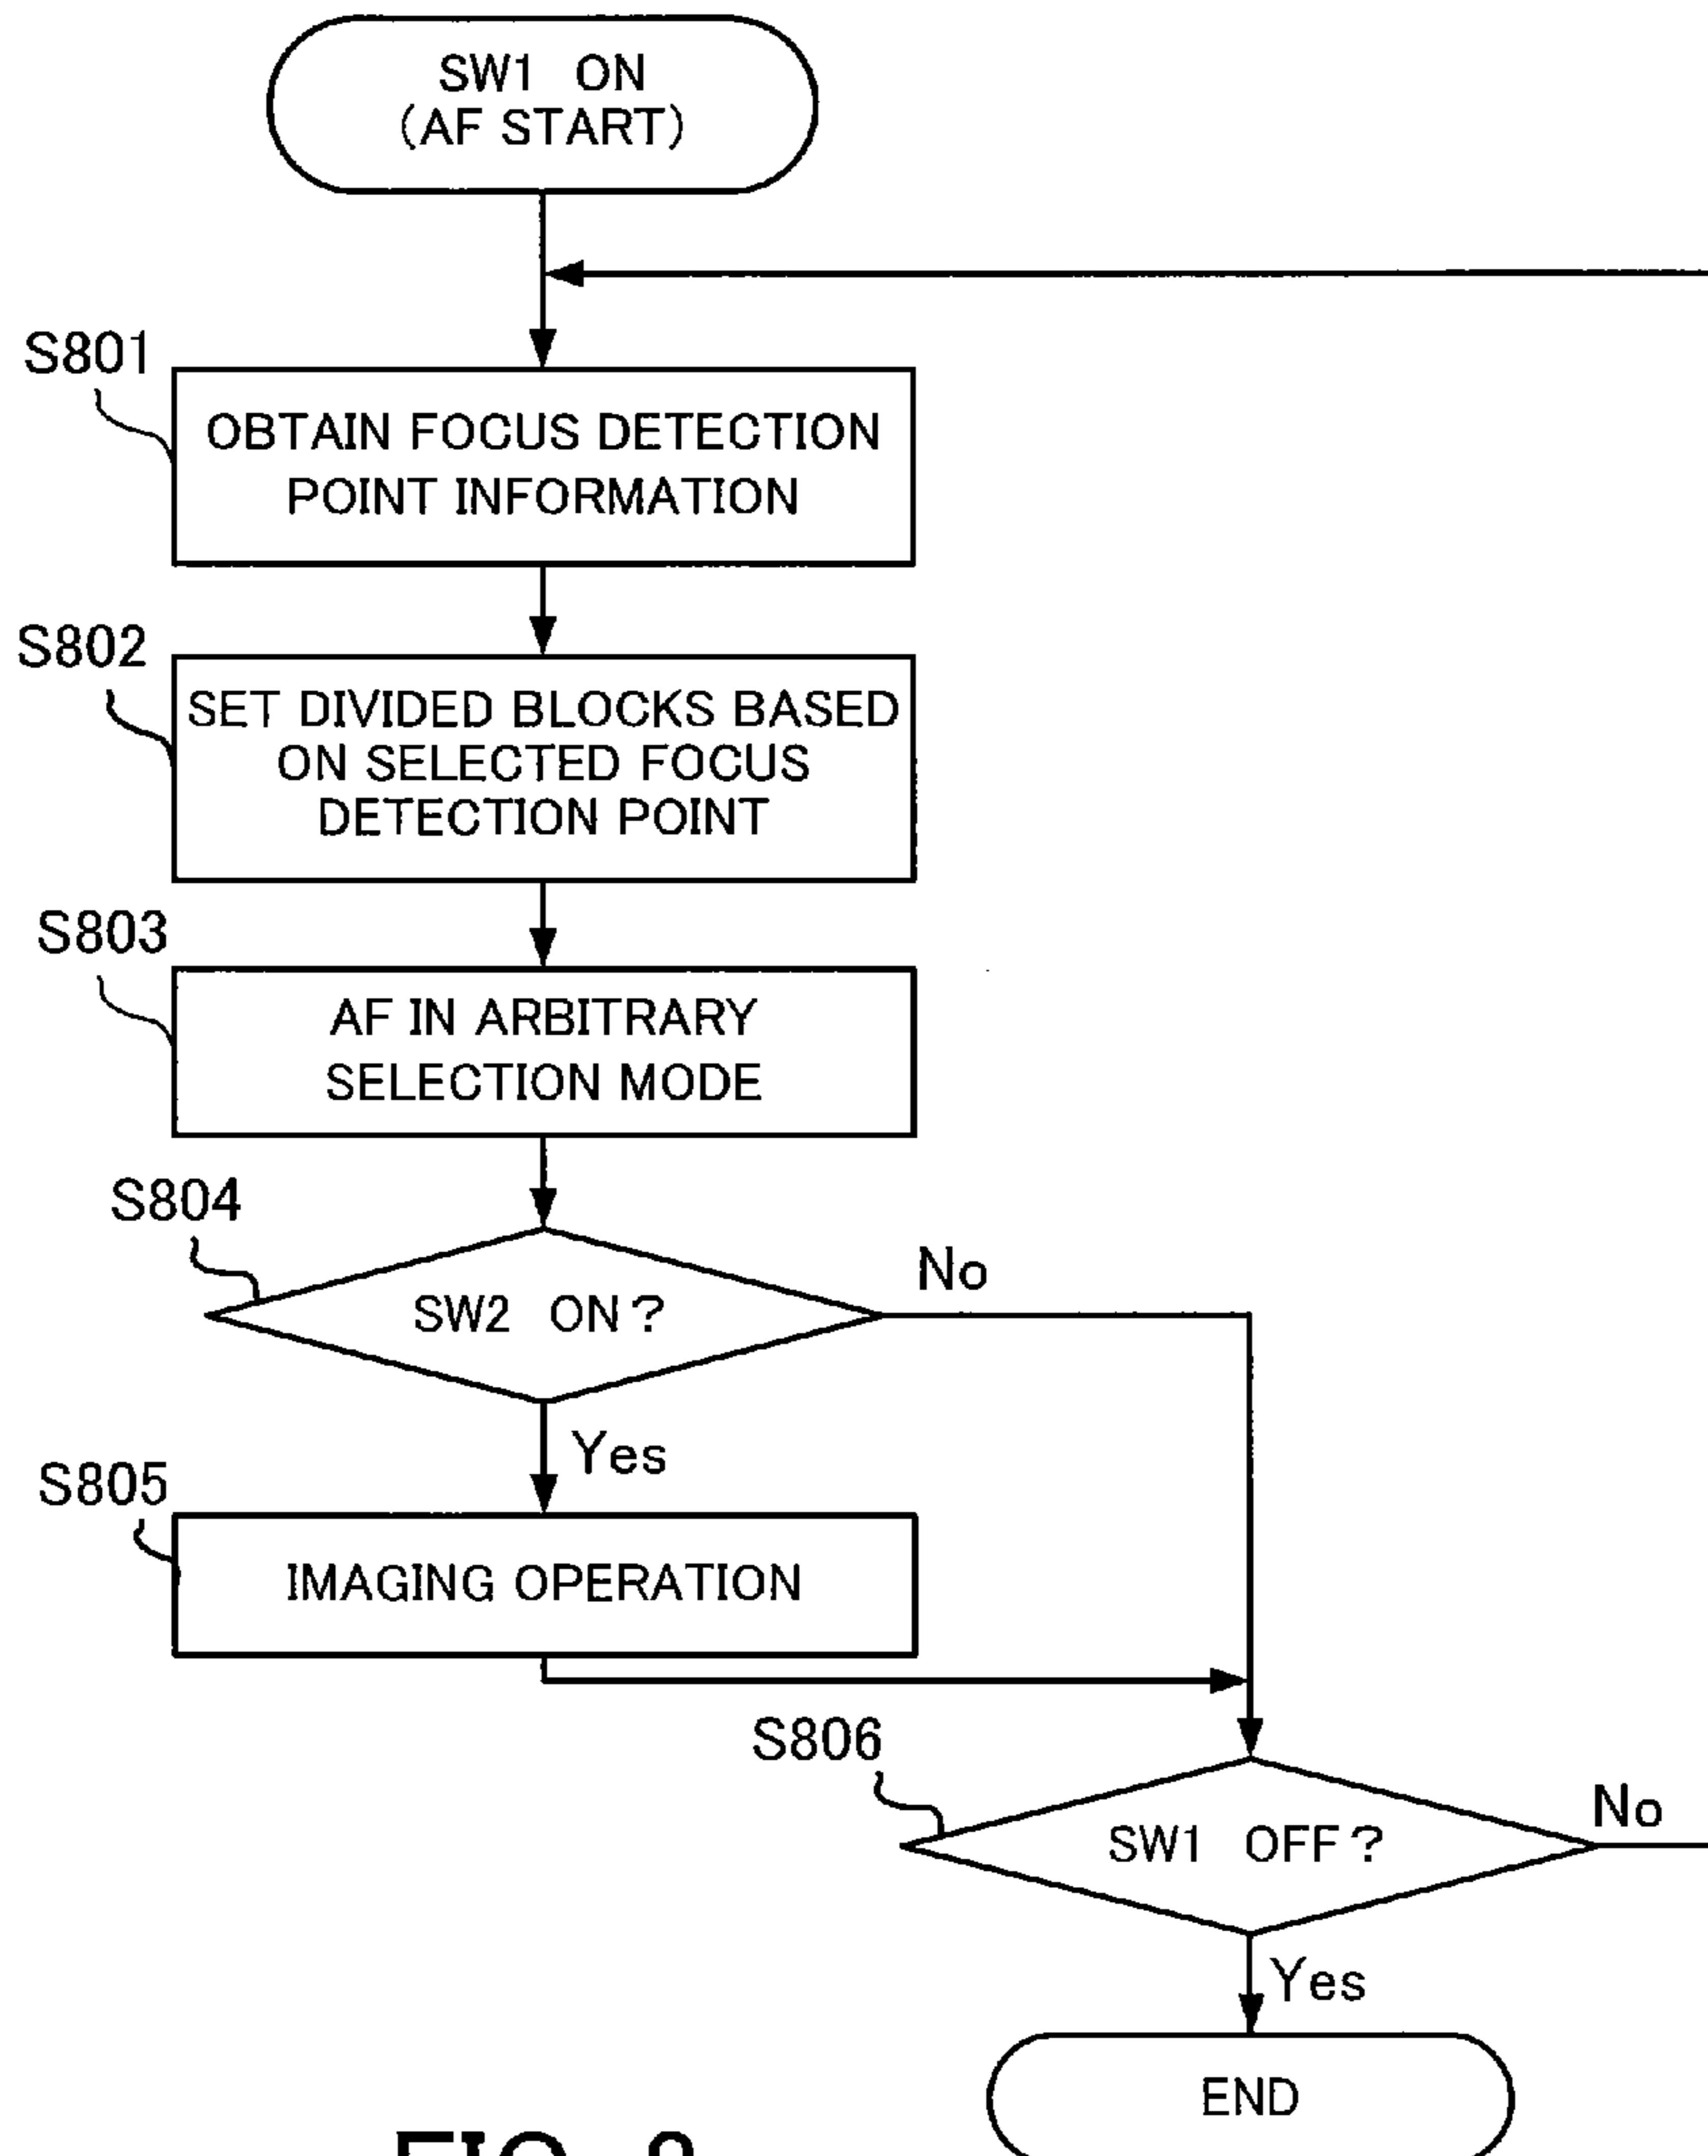 SW1 ON
(AF START)
S801
OBTAIN FOCUS DETECTION
POINT INFORMATION
S802
SET DIVIDED BLOCKS BASED
ON SELECTED FOCUS
DETECTION POINT
S803
AF IN ARBITRARY
SELECTION MODE
S804
SW2 ON?
No
Yes
S805
IMAGING OPERATION
S806
SW1 OFF?
No
Yes
END
FIG.